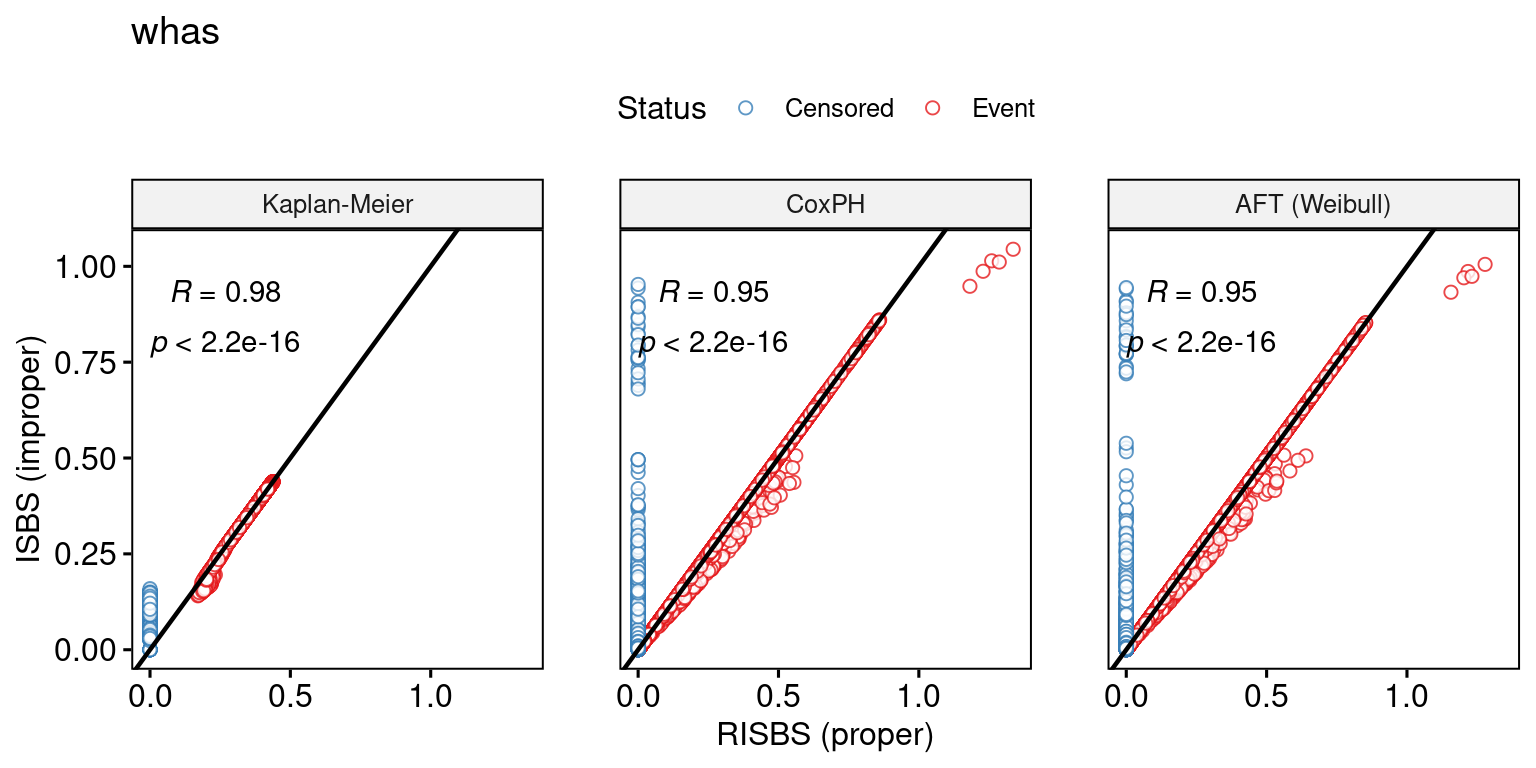 whas
Status Censored Event
Kaplan-Meier CoxPH AFT (Weibull)
ISBS (improper)
1.00
0.75
0.50
0.25
0.00
R = 0.98
p < 2.2e-16
R = 0.95
p < 2.2e-16
R = 0.95
p < 2.2e-16
0.0 0.5 1.0 0.0 0.5 1.0 0.0 0.5 1.0
RISBS (proper)